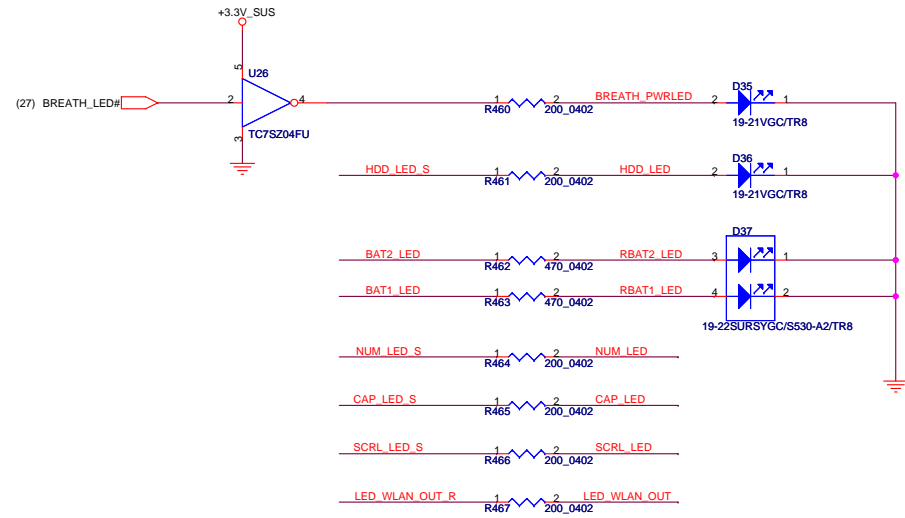 +3.3V_SUS
5
U26
(27) BREATH_LED#
2
4
3
TC7SZ04FU
1
R460
2
200_0402
BREATH_PWRLED
2
D35
1
19-21VGC/TR8
HDD_LED_S
1
R461
2
200_0402
HDD_LED
2
D36
1
19-21VGC/TR8
D37
BAT2_LED
1
R462
2
470_0402
RBAT2_LED
3
1
BAT1_LED
1
R463
2
470_0402
RBAT1_LED
4
2
19-22SURSYGC/S530-A2/TR8
NUM_LED_S
1
R464
2
200_0402
NUM_LED
CAP_LED_S
1
R465
2
200_0402
CAP_LED
SCRL_LED_S
1
R466
2
200_0402
SCRL_LED
LED_WLAN_OUT_R
1
R467
2
200_0402
LED_WLAN_OUT